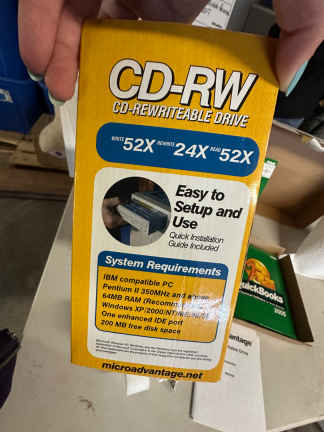 CD-RW
CD-REWRITEABLE DRIVE
WRITE 52X REWRITE 24X READ 52X
Easy to
Setup and
Use
Quick Installation
Guide Included
System Requirements
IBM compatible PC
Pentium II 350MHz and above
64MB RAM
Windows XP/2000/NT/
One enhanced IDE port
200 MB free disk space
microadvantage.net
QuickBooks
2005